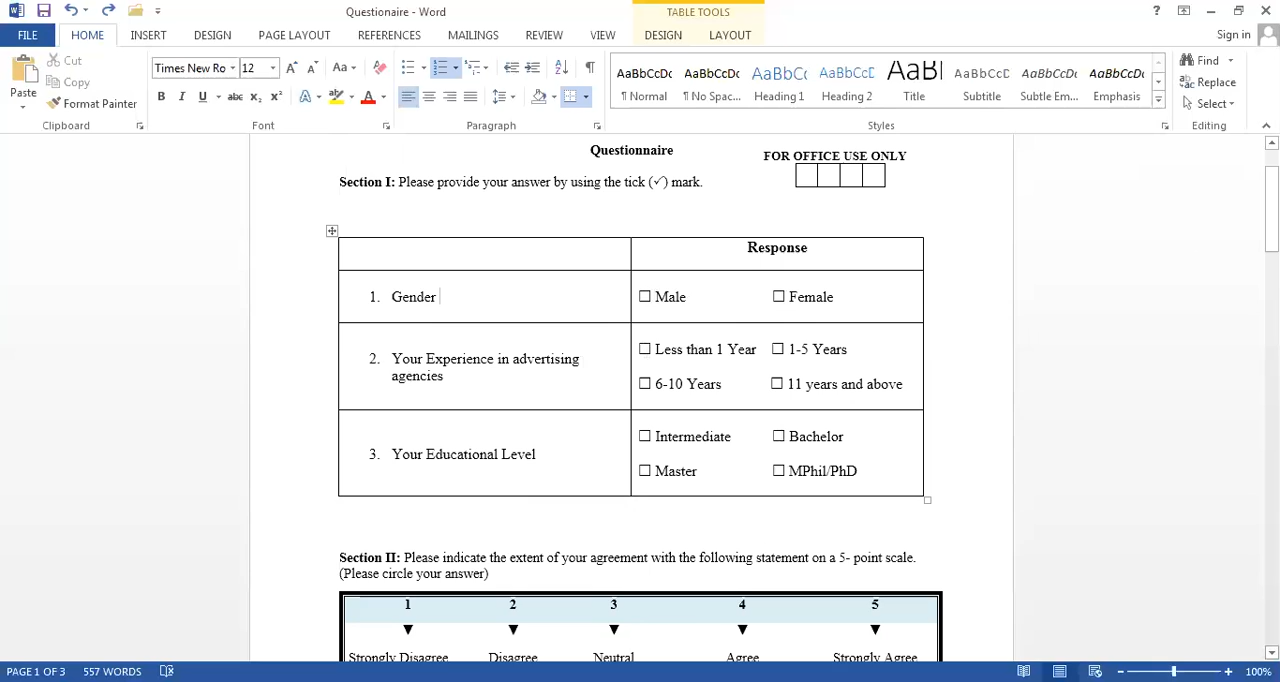 Questionaire - Word
TABLE TOOLS
?
FILE HOME INSERT DESIGN PAGE LAYOUT REFERENCES MAILINGS REVIEW VIEW DESIGN LAYOUT Sign in
Paste
Cut
Copy
Format Painter
Clipboard
Times New Ro 12
Font
Paragraph
AaBbCcDc AaBbCcDc AaBbCc AaBbCcDc AaB AaBbCcD AaBbCcDc AaBbCcDc
¶ Normal ¶ No Spac... Heading 1 Heading 2 Title Subtitle Subtle Em... Emphasis
Styles
Find
Replace
Select
Editing
Questionnaire
FOR OFFICE USE ONLY
Section I: Please provide your answer by using the tick (✓) mark.
Response
1. Gender
☐ Male ☐ Female
2. Your Experience in advertising
agencies
☐ Less than 1 Year ☐ 1-5 Years
☐ 6-10 Years ☐ 11 years and above
3. Your Educational Level
☐ Intermediate ☐ Bachelor
☐ Master ☐ MPhil/PhD
Section II: Please indicate the extent of your agreement with the following statement on a 5- point scale.
(Please circle your answer)
1 2 3 4 5
▼ ▼ ▼ ▼ ▼
Strongly Disagree Disagree Neutral Agree Strongly Agree
PAGE 1 OF 3 557 WORDS 100%